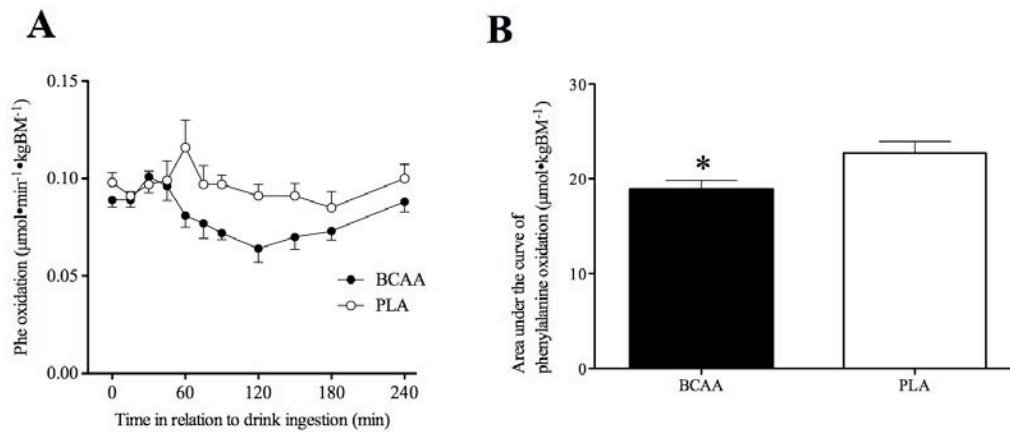 A
Phe oxidation (μmol•min⁻¹•kgBM⁻¹)
0.15
0.10
0.05
0.00
BCAA
PLA
0
60
120
180
240
Time in relation to drink ingestion (min)
B
Area under the curve of
phenylalanine oxidation (μmol•kgBM⁻¹)
30
20
10
0
*
BCAA
PLA